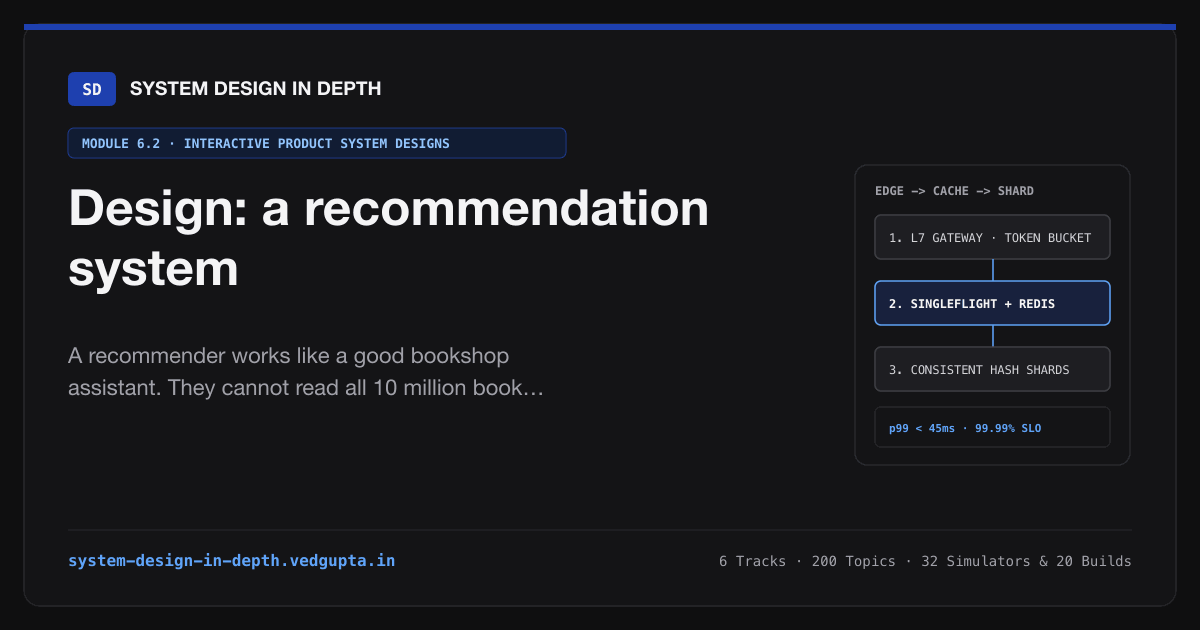 SD SYSTEM DESIGN IN DEPTH
MODULE 6.2 · INTERACTIVE PRODUCT SYSTEM DESIGNS
Design: a recommendation
system
A recommender works like a good bookshop
assistant. They cannot read all 10 million book…
EDGE —> CACHE —> SHARD
1. L7 GATEWAY · TOKEN BUCKET
2. SINGLEFLIGHT + REDIS
3. CONSISTENT HASH SHARDS
p99 < 45ms · 99.99% SLO
system-design-in-depth.vedgupta.in
6 Tracks · 200 Topics · 32 Simulators & 20 Builds